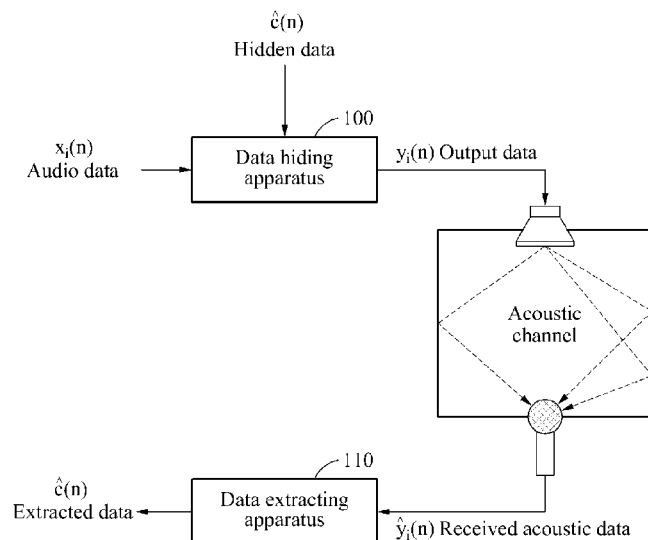 ĉ(n)
Hidden data
100
xᵢ(n)
Audio data
Data hiding
apparatus
yᵢ(n) Output data
Acoustic
channel
110
ĉ(n)
Extracted data
Data extracting
apparatus
ŷᵢ(n) Received acoustic data